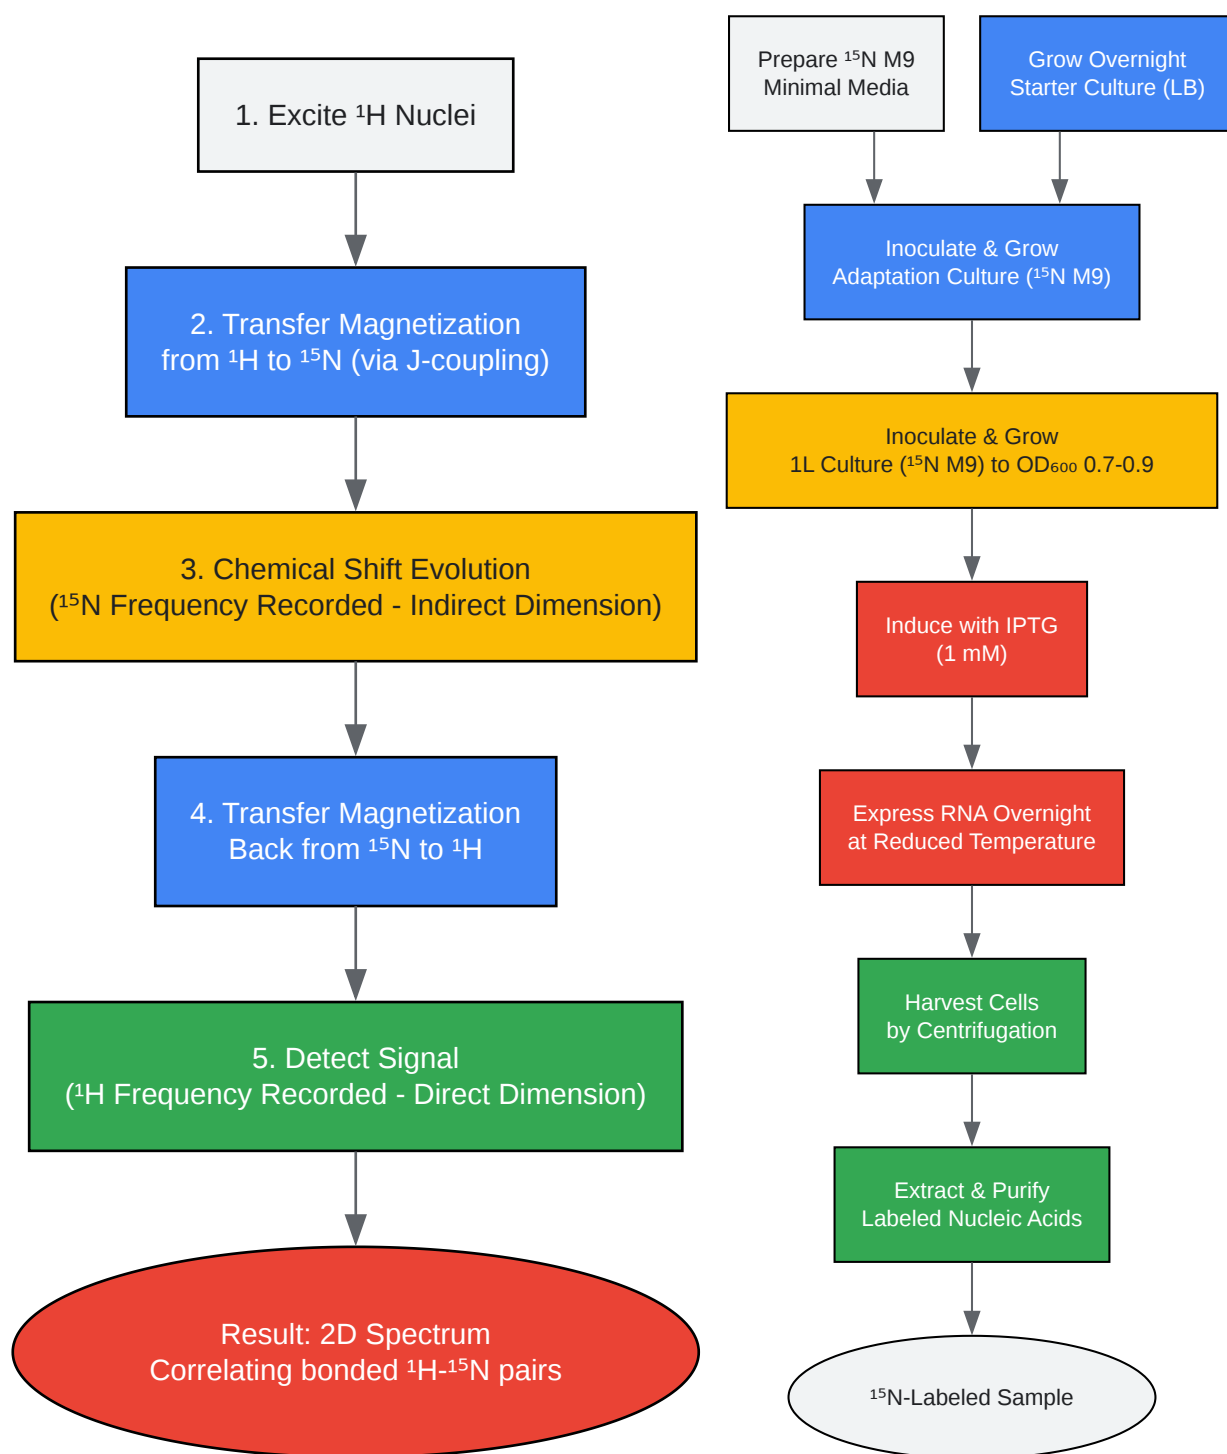 1. Excite ¹H Nuclei
2. Transfer Magnetization
from ¹H to ¹⁵N (via J-coupling)
3. Chemical Shift Evolution
(¹⁵N Frequency Recorded - Indirect Dimension)
4. Transfer Magnetization
Back from ¹⁵N to ¹H
5. Detect Signal
(¹H Frequency Recorded - Direct Dimension)
Result: 2D Spectrum
Correlating bonded ¹H-¹⁵N pairs
Prepare ¹⁵N M9
Minimal Media
Grow Overnight
Starter Culture (LB)
Inoculate & Grow
Adaptation Culture (¹⁵N M9)
Inoculate & Grow
1L Culture (¹⁵N M9) to OD₆₀₀ 0.7-0.9
Induce with IPTG
(1 mM)
Express RNA Overnight
at Reduced Temperature
Harvest Cells
by Centrifugation
Extract & Purify
Labeled Nucleic Acids
¹⁵N-Labeled Sample